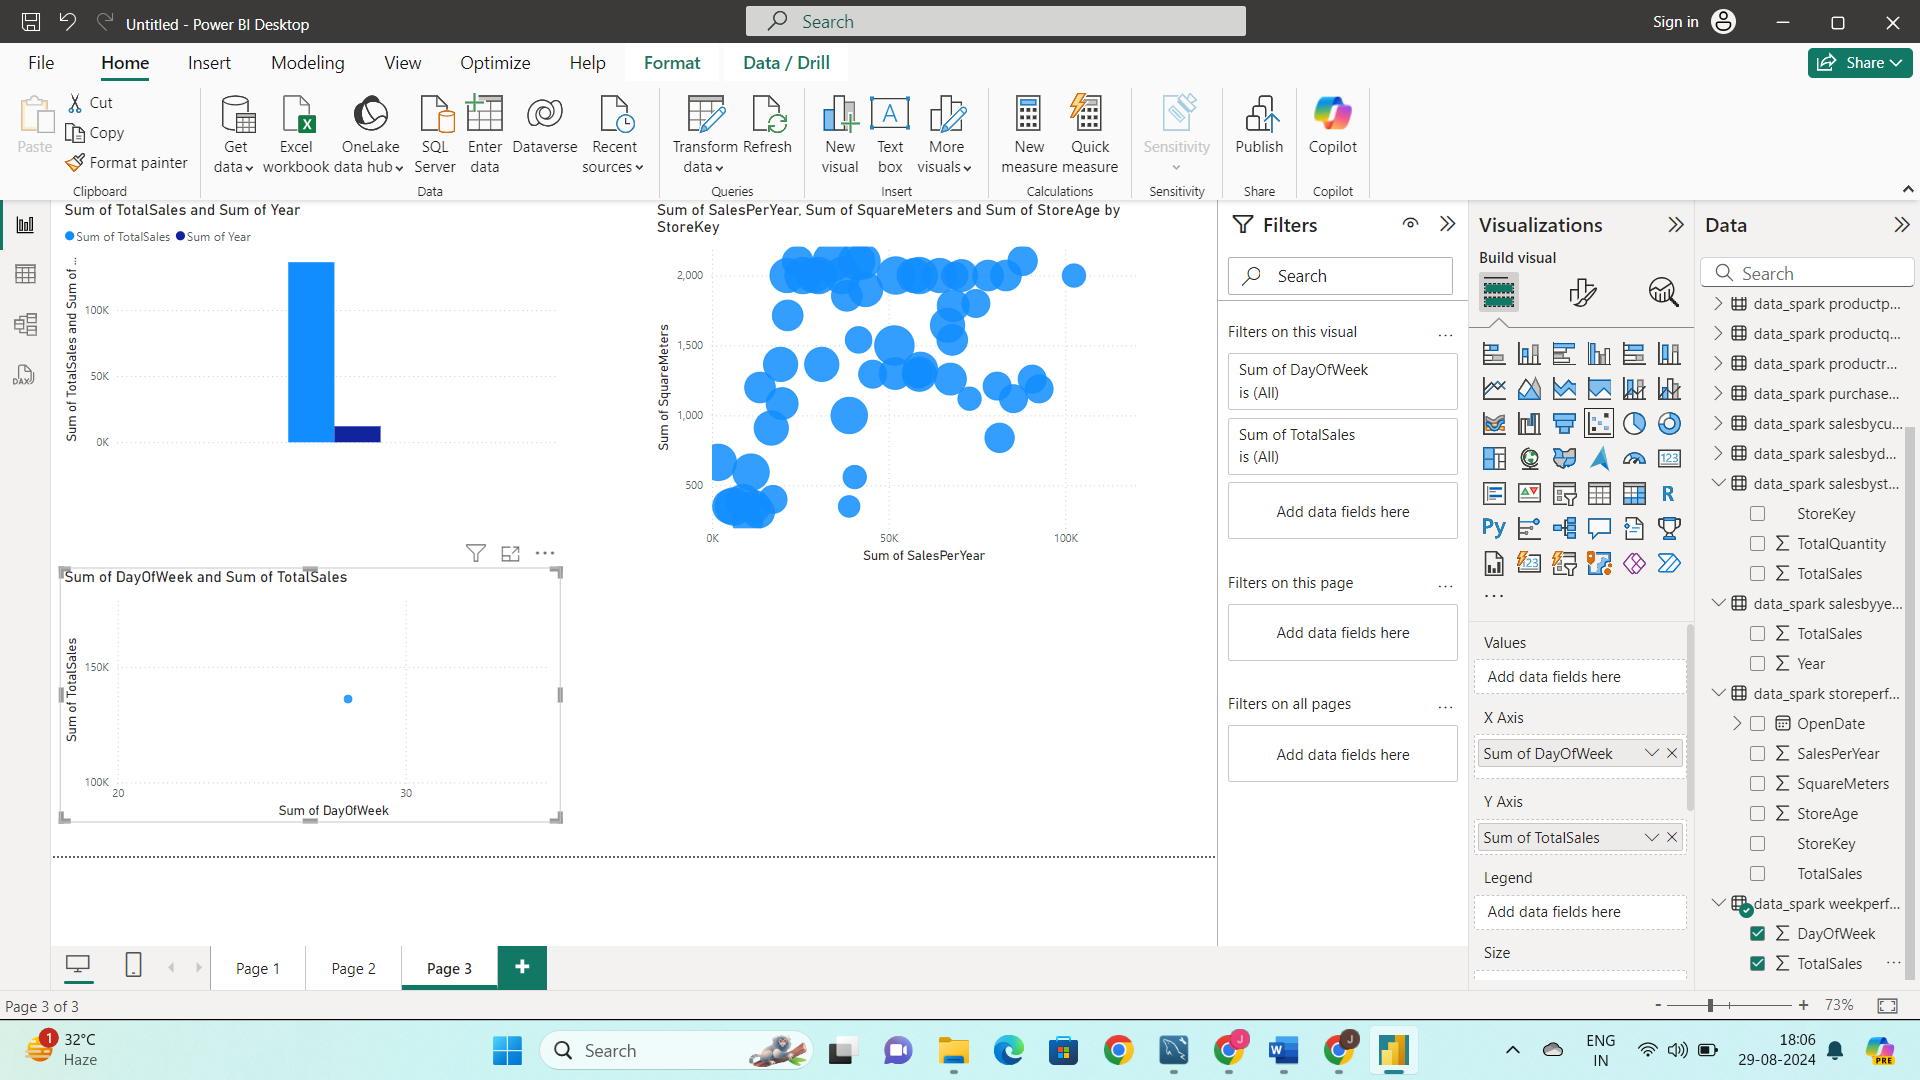 Untitled - Power BI Desktop
Search
Sign in
File
Home
Insert
Modeling
View
Optimize
Help
Format
Data / Drill
Share
Paste
Cut
Copy
Format painter
Clipboard
Get
data
Excel
workbook
OneLake
data hub
SQL
Server
Enter
data
Dataverse
Recent
sources
Data
Transform
data
Refresh
Queries
New
visual
Text
box
More
visuals
Insert
New
measure
Quick
measure
Calculations
Sensitivity
Sensitivity
Publish
Share
Copilot
Copilot
DAX
Sum of TotalSales and Sum of Year
Sum of TotalSales
Sum of Year
Sum of TotalSales and Sum of ...
100K
50K
0K
Sum of SalesPerYear, Sum of SquareMeters and Sum of StoreAge by
StoreKey
Sum of SquareMeters
2,000
1,500
1,000
500
0K
50K
100K
Sum of SalesPerYear
Sum of DayOfWeek and Sum of TotalSales
Sum of TotalSales
150K
100K
20
30
Sum of DayOfWeek
Filters
Search
Filters on this visual
...
Sum of DayOfWeek
is (All)
Sum of TotalSales
is (All)
Add data fields here
Filters on this page
...
Add data fields here
Filters on all pages
...
Add data fields here
Visualizations
Build visual
123
R
Py
123
...
Values
Add data fields here
X Axis
Sum of DayOfWeek
Y Axis
Sum of TotalSales
Legend
Add data fields here
Size
Data
Search
data_spark productp...
data_spark productq...
data_spark productr...
data_spark purchase...
data_spark salesbycu...
data_spark salesbyd...
data_spark salesbyst...
StoreKey
TotalQuantity
TotalSales
data_spark salesbyye...
TotalSales
Year
data_spark storeperf...
OpenDate
SalesPerYear
SquareMeters
StoreAge
StoreKey
TotalSales
data_spark weekperf...
DayOfWeek
TotalSales
...
Page 1
Page 2
Page 3
+
Page 3 of 3
- + 73%
1
32°C
Haze
Search
J
J
ENG
IN
18:06
29-08-2024
PRE